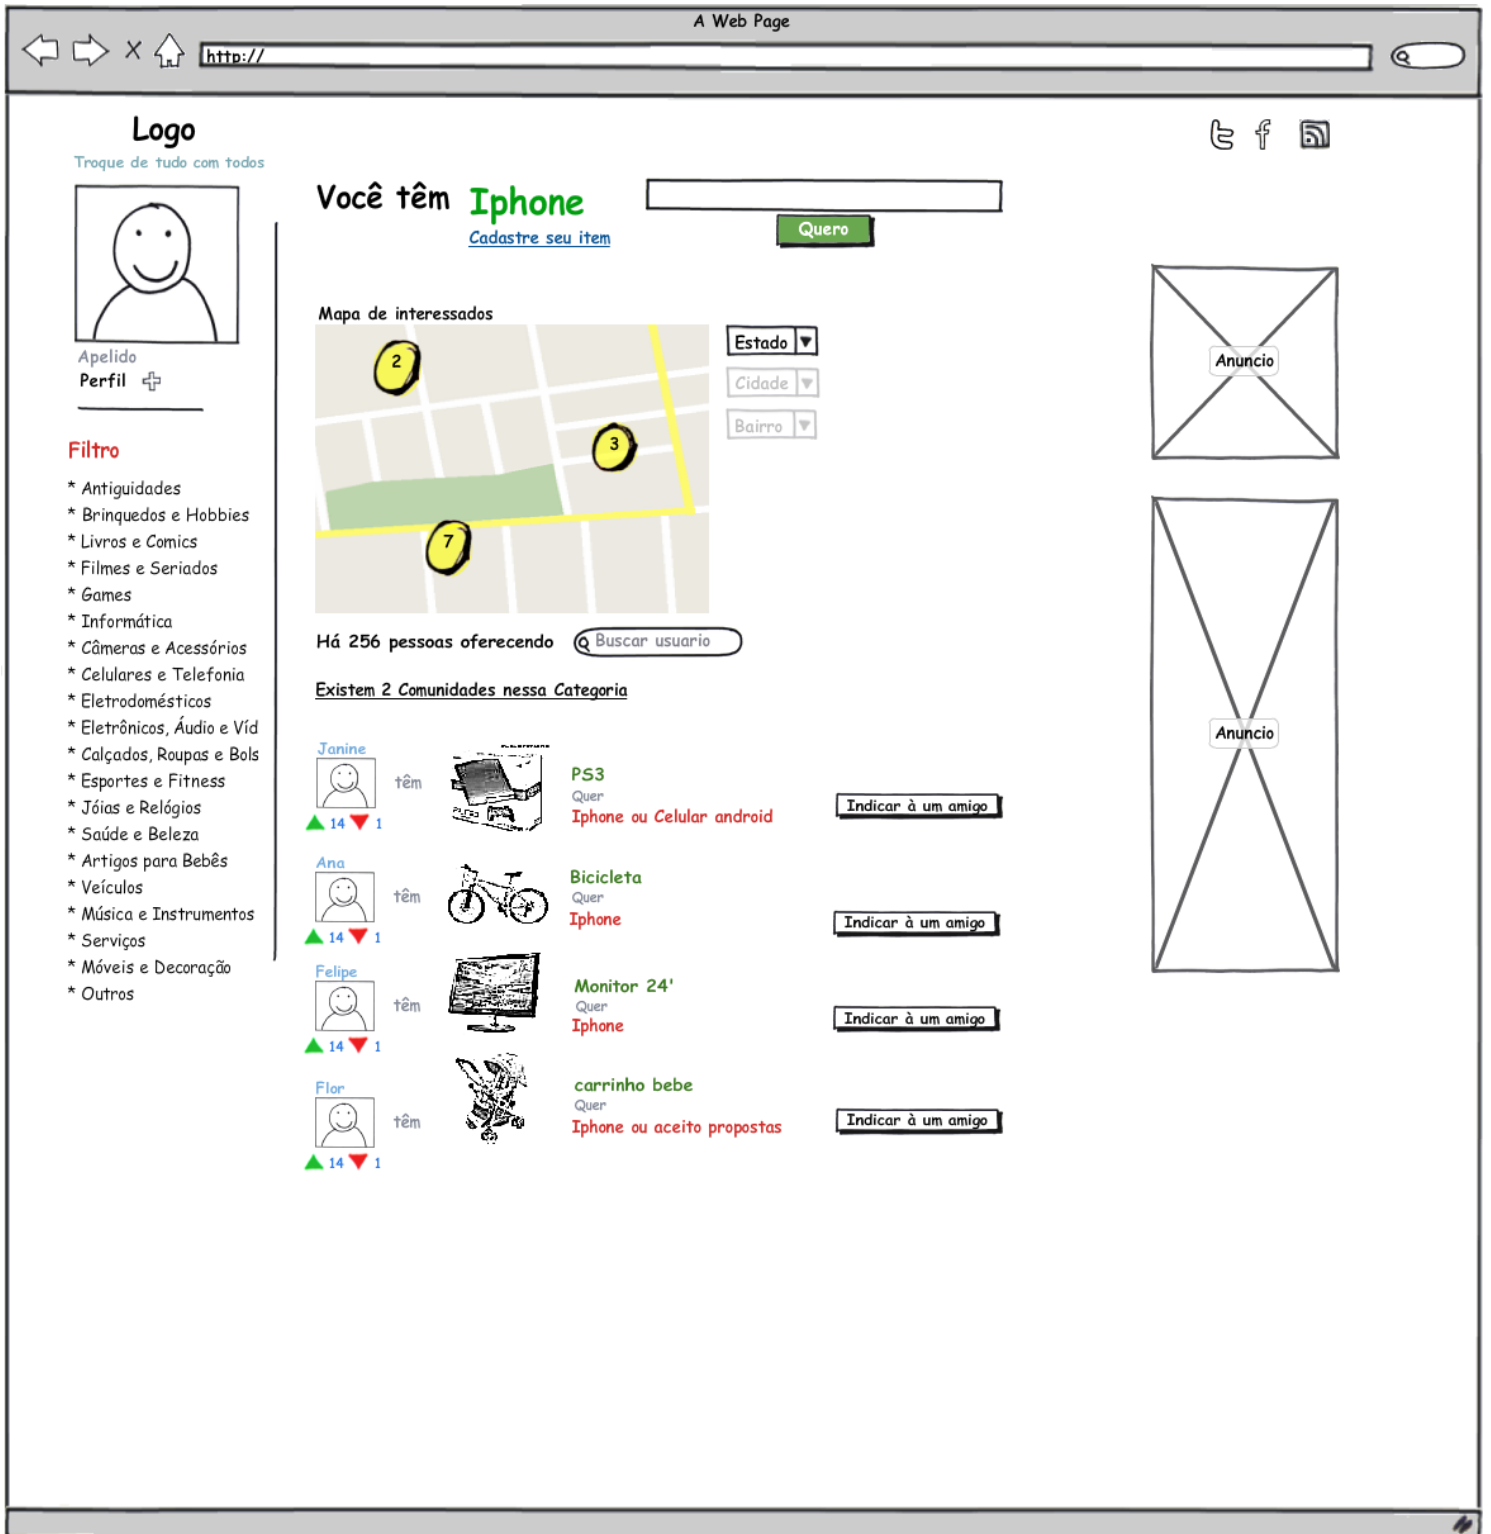 A Web Page
http://
Logo
Troque de tudo com todos
Você têm Iphone
Cadastre seu item
Quero
Apelido
Perfil
Filtro
* Antiguidades
* Brinquedos e Hobbies
* Livros e Comics
* Filmes e Seriados
* Games
* Informática
* Câmeras e Acessórios
* Celulares e Telefonia
* Eletrodomésticos
* Eletrônicos, Áudio e Víd
* Calçados, Roupas e Bols
* Esportes e Fitness
* Jóias e Relógios
* Saúde e Beleza
* Artigos para Bebês
* Veículos
* Música e Instrumentos
* Serviços
* Móveis e Decoração
* Outros
Mapa de interessados
2
3
7
Estado
Cidade
Bairro
Há 256 pessoas oferecendo
Buscar usuario
Existem 2 Comunidades nessa Categoria
Janine
têm
14 1
PS3
Quer
Iphone ou Celular android
Indicar à um amigo
Ana
têm
14 1
Bicicleta
Quer
Iphone
Indicar à um amigo
Felipe
têm
14 1
Monitor 24'
Quer
Iphone
Indicar à um amigo
Flor
têm
14 1
carrinho bebe
Quer
Iphone ou aceito propostas
Indicar à um amigo
Anuncio
Anuncio